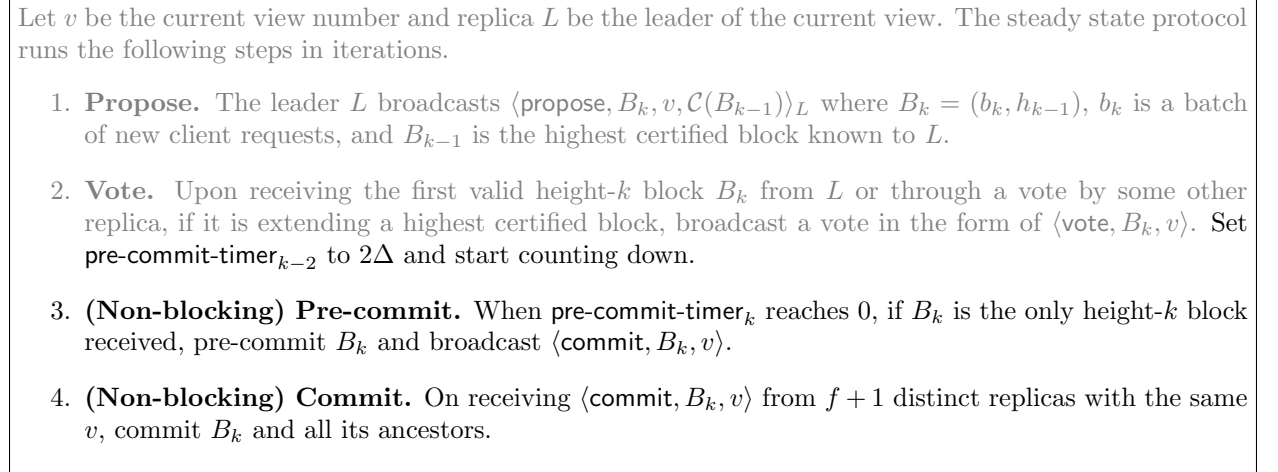 Let v be the current view number and replica L be the leader of the current view. The steady state protocol
runs the following steps in iterations.
1. Propose. The leader L broadcasts ⟨propose, B_k, v, 𝒞(B_{k−1})⟩_L where B_k = (b_k, h_{k−1}), b_k is a batch
of new client requests, and B_{k−1} is the highest certified block known to L.
2. Vote. Upon receiving the first valid height-k block B_k from L or through a vote by some other
replica, if it is extending a highest certified block, broadcast a vote in the form of ⟨vote, B_k, v⟩. Set
pre-commit-timer_{k−2} to 2Δ and start counting down.
3. (Non-blocking) Pre-commit. When pre-commit-timer_k reaches 0, if B_k is the only height-k block
received, pre-commit B_k and broadcast ⟨commit, B_k, v⟩.
4. (Non-blocking) Commit. On receiving ⟨commit, B_k, v⟩ from f + 1 distinct replicas with the same
v, commit B_k and all its ancestors.